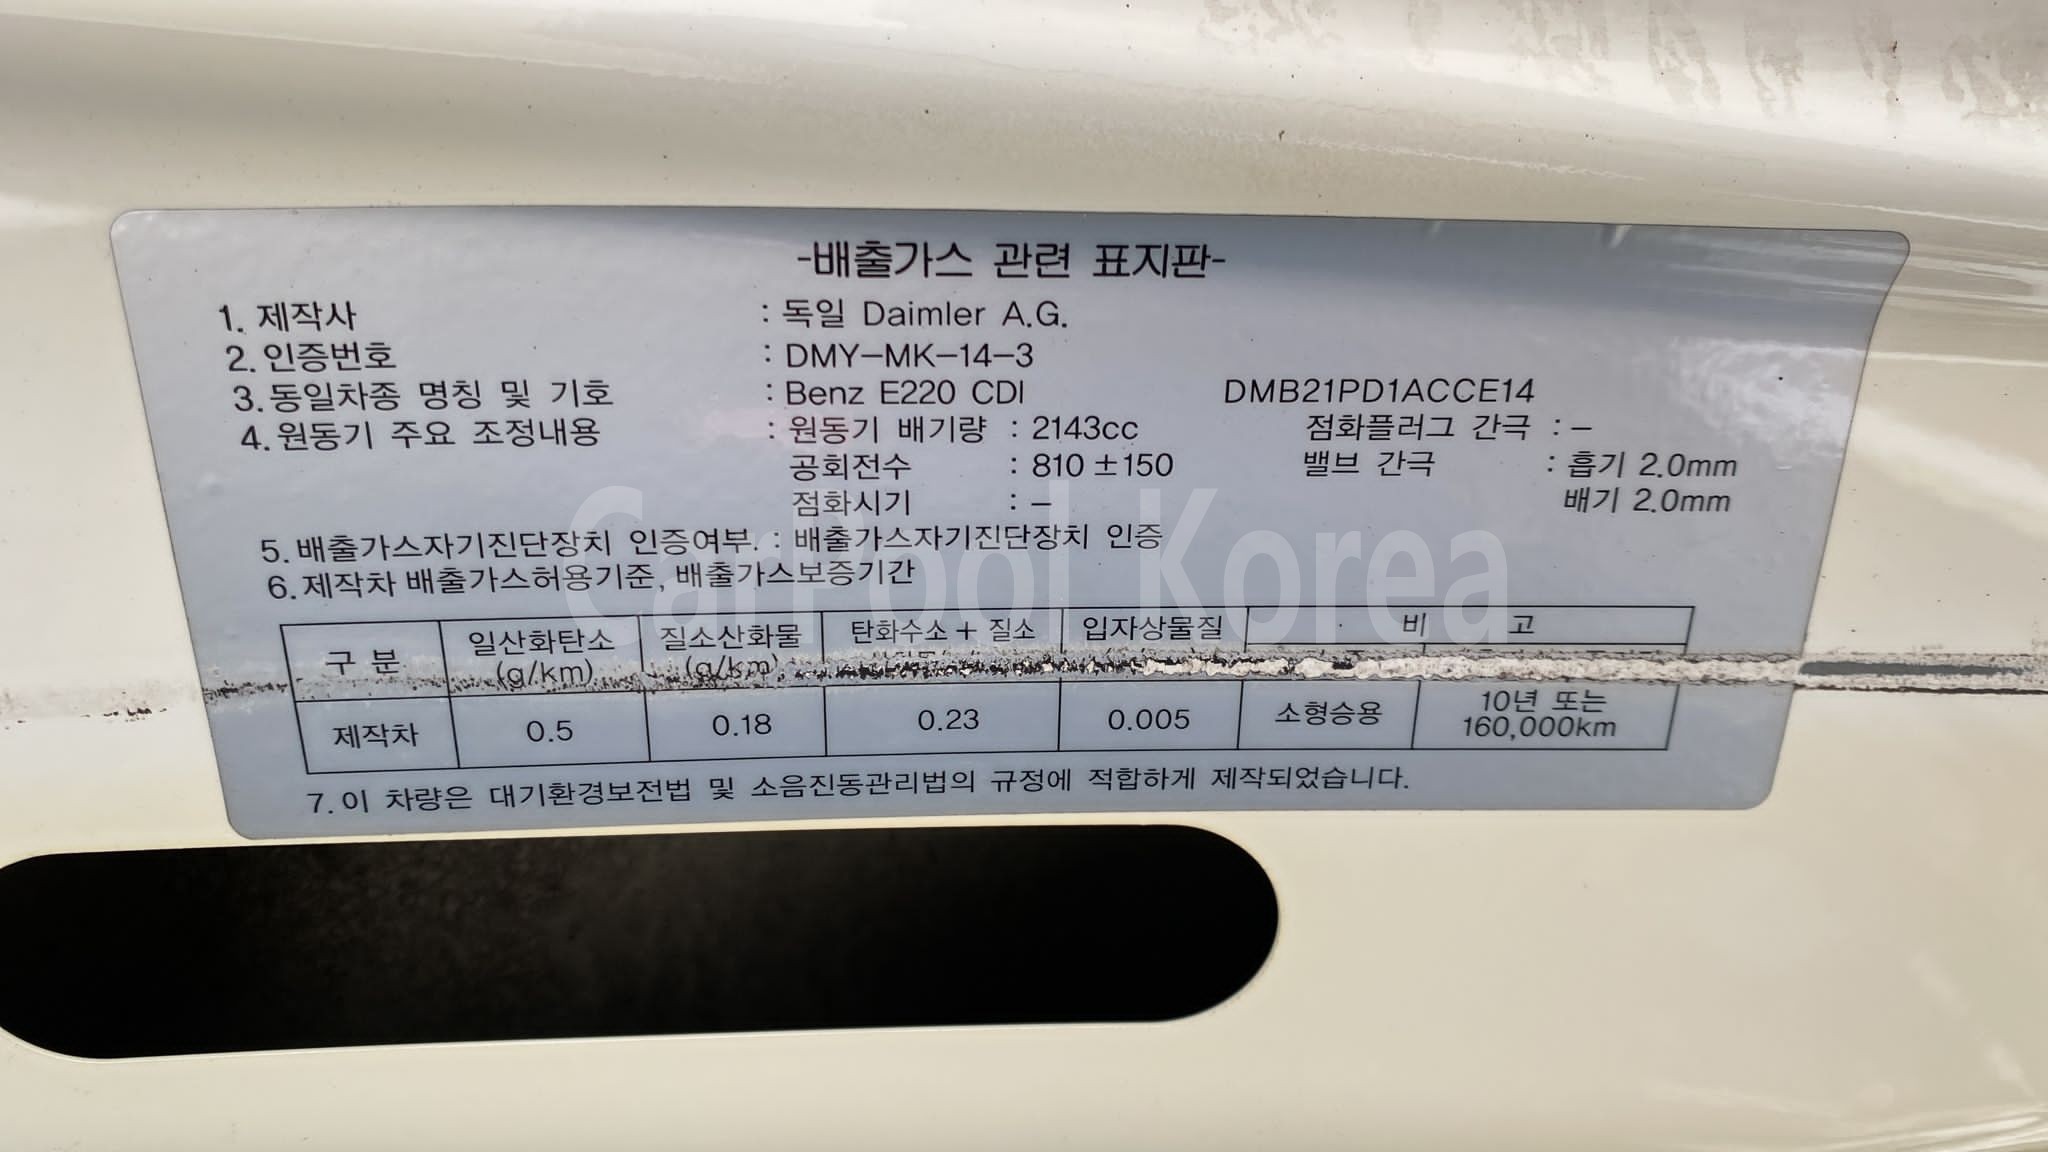 -배출가스 관련 표지판-
1. 제작사 : 독일 Daimler A.G.
2. 인증번호 : DMY-MK-14-3
3. 동일차종 명칭 및 기호 : Benz E220 CDI DMB21PD1ACCE14
4. 원동기 주요 조정내용 : 원동기 배기량 : 2143cc 점화플러그 간극 : -
공회전수 : 810 ±150 밸브 간극 : 흡기 2.0mm
점화시기 : - 배기 2.0mm
5. 배출가스자기진단장치 인증여부. : 배출가스자기진단장치 인증
6. 제작차 배출가스허용기준, 배출가스보증기간
구 분 일산화탄소 질소산화물 탄화수소 + 질소 입자상물질 비 고
(g/km) (g/km)
제작차 0.5 0.18 0.23 0.005 소형승용 10년 또는
160,000km
7. 이 차량은 대기환경보전법 및 소음진동관리법의 규정에 적합하게 제작되었습니다.
CarPool Korea